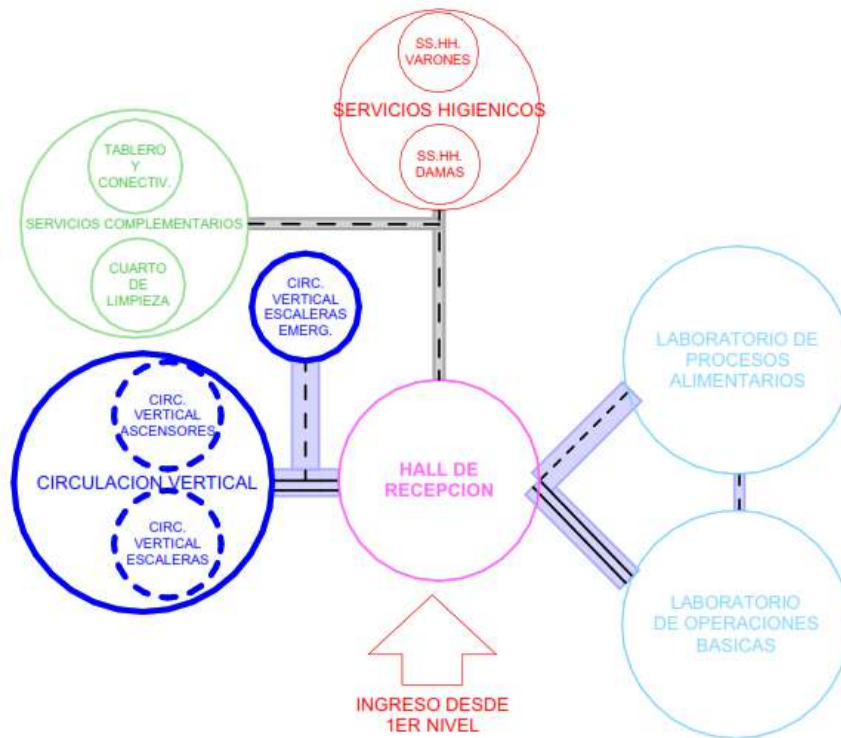 SS.HH.
VARONES
SERVICIOS HIGIENICOS
SS.HH.
DAMAS
TABLERO
Y
CONECTIV.
SERVICIOS COMPLEMENTARIOS
CUARTO
DE
LIMPIEZA
CIRC.
VERTICAL
ESCALERAS
EMERG.
LABORATORIO DE
PROCESOS
ALIMENTARIOS
CIRC.
VERTICAL
ASCENSORES
CIRCULACION VERTICAL
CIRC.
VERTICAL
ESCALERAS
HALL DE
RECEPCION
LABORATORIO
DE OPERACIONES
BASICAS
INGRESO DESDE
1ER NIVEL